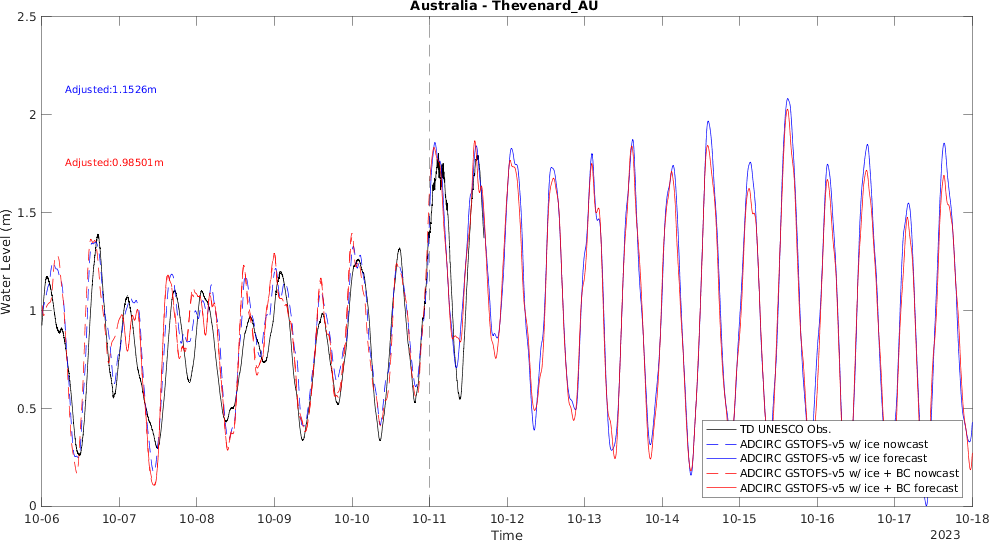 Australia - Thevenard_AU
2.5
Adjusted:1.1526m
2
Adjusted:0.98501m
1.5
Water Level (m)
1
0.5
TD UNESCO Obs.
ADCIRC GSTOFS-v5 w/ ice nowcast
ADCIRC GSTOFS-v5 w/ ice forecast
ADCIRC GSTOFS-v5 w/ ice + BC nowcast
ADCIRC GSTOFS-v5 w/ ice + BC forecast
0
10-06 10-07 10-08 10-09 10-10 10-11 10-12 10-13 10-14 10-15 10-16 10-17 10-18
Time
2023